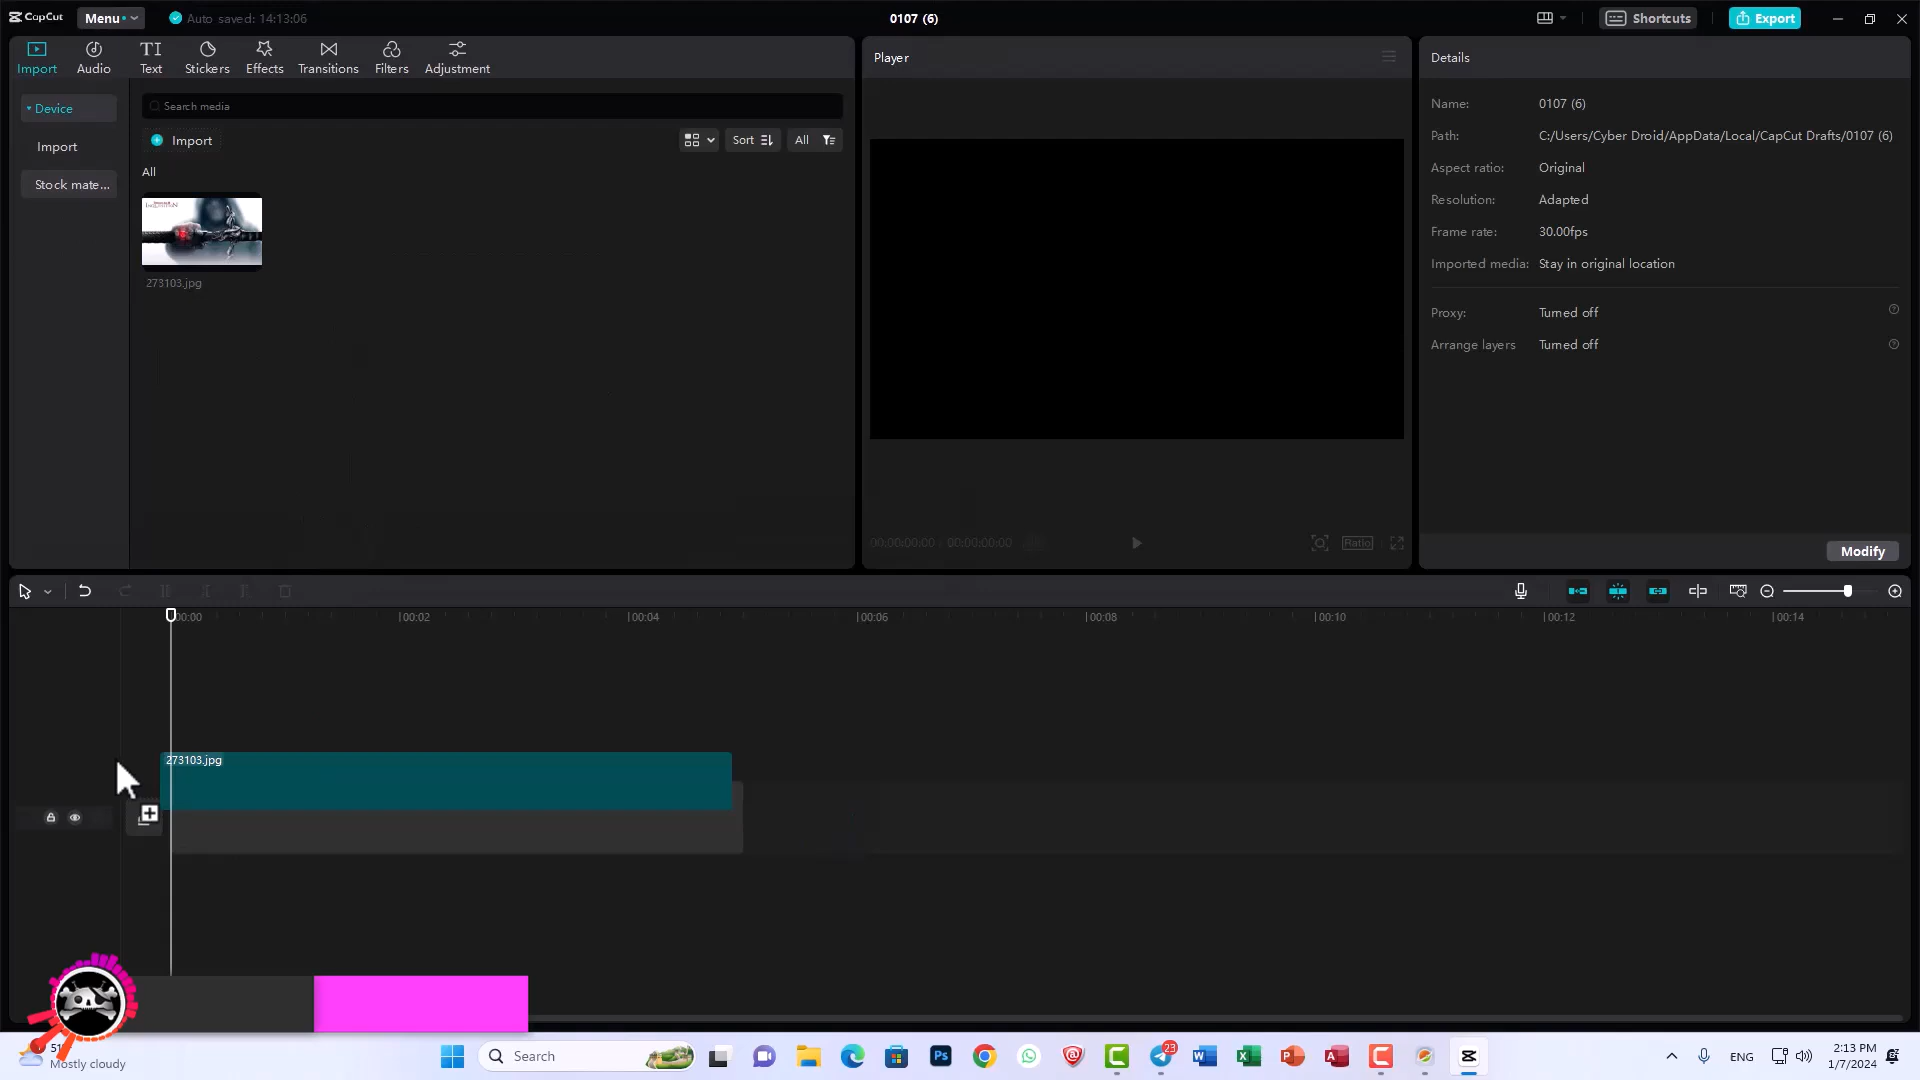 CapCut
Menu
Auto saved: 14:13:06
0107 (6)
Shortcuts
Export
Import
Audio
TI
Text
Stickers
Effects
Transitions
Filters
Adjustment
Player
Details
Device
Import
Stock mate...
Search media
Import
Sort
All
All
273103.jpg
Name: 0107 (6)
Path: C:/Users/Cyber Droid/AppData/Local/CapCut Drafts/0107 (6)
Aspect ratio: Original
Resolution: Adapted
Frame rate: 30.00fps
Imported media: Stay in original location
Proxy: Turned off
Arrange layers Turned off
00:00:00:00 00:00:00:00
Ratio
Modify
00:00 00:02 00:04 00:06 00:08 00:10 00:12 00:14
273103.jpg
Mostly cloudy
Search
Ps
23
ENG
2:13 PM
1/7/2024